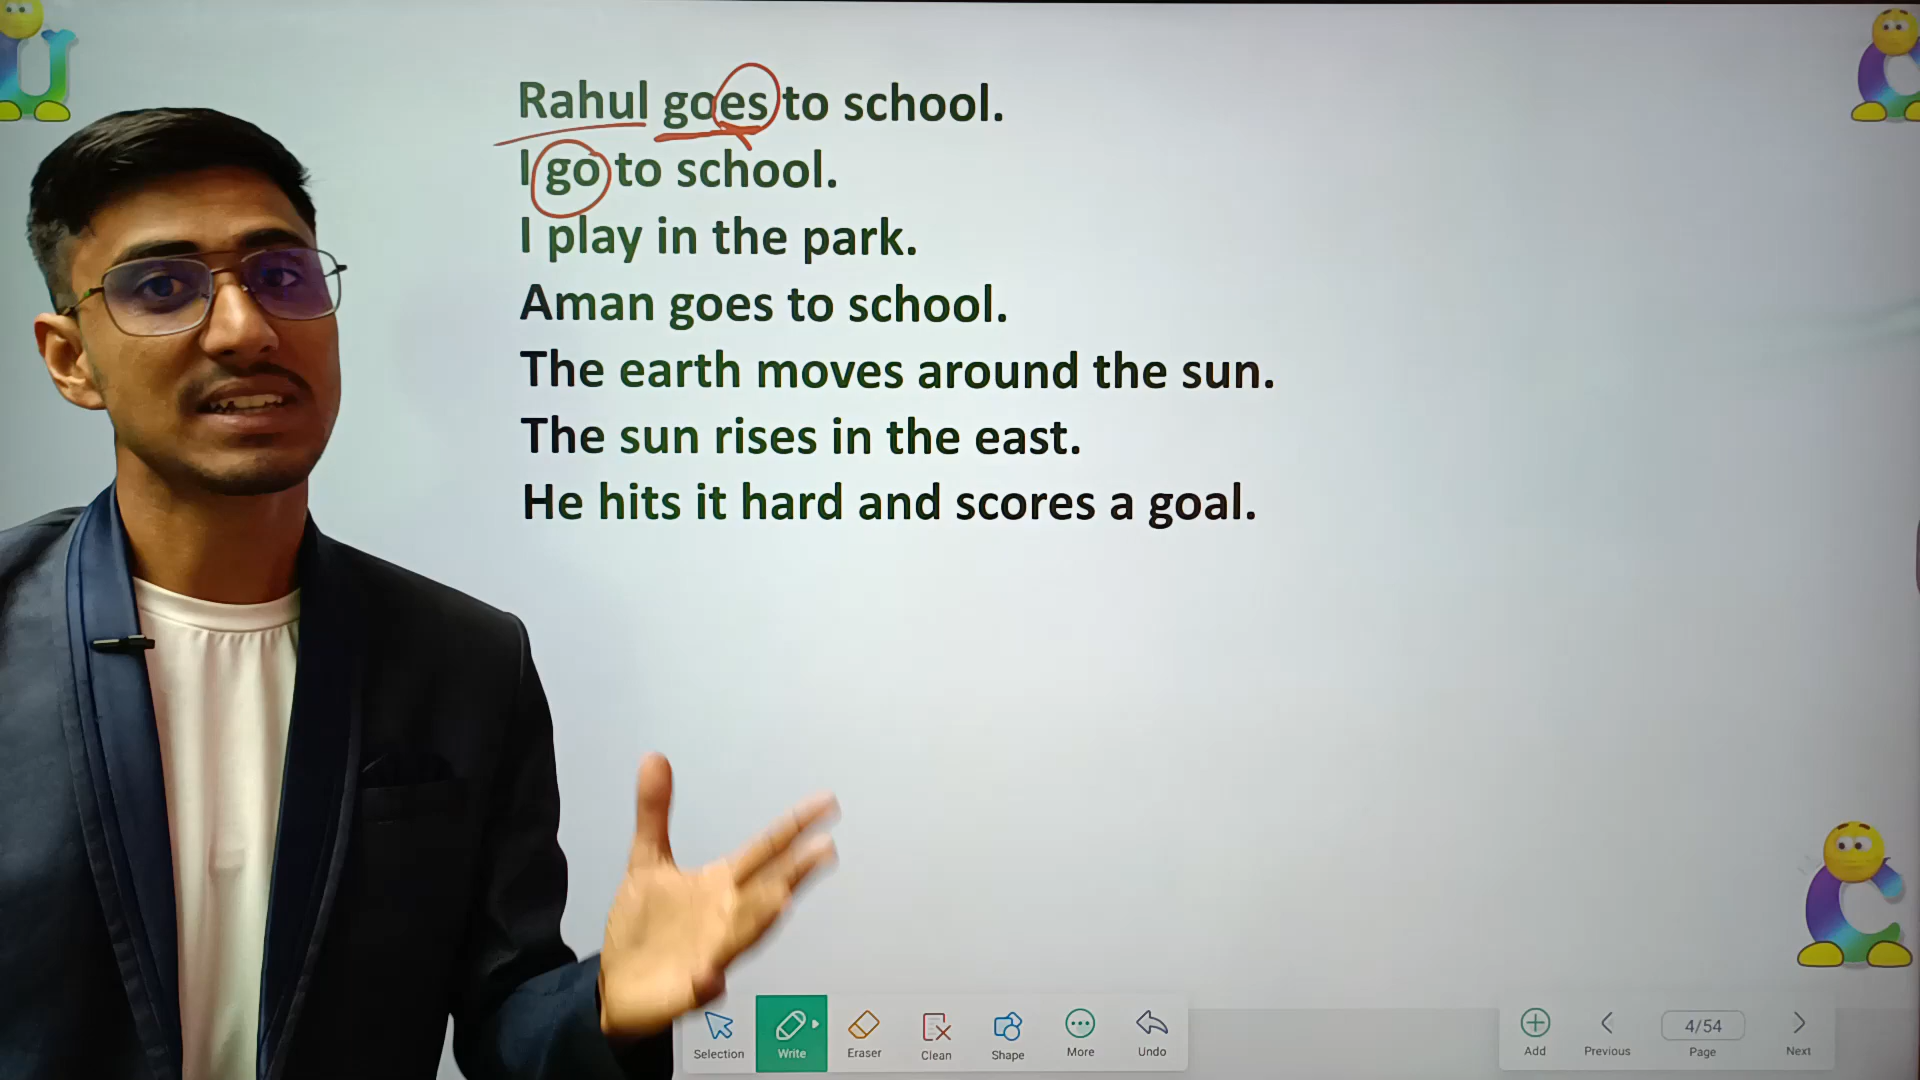 Rahul goes to school.
I go to school.
I play in the park.
Aman goes to school.
The earth moves around the sun.
The sun rises in the east.
He hits it hard and scores a goal.
Selection
Write
Eraser
Clean
Shape
More
Undo
Add
Previous
4/54
Page
Next